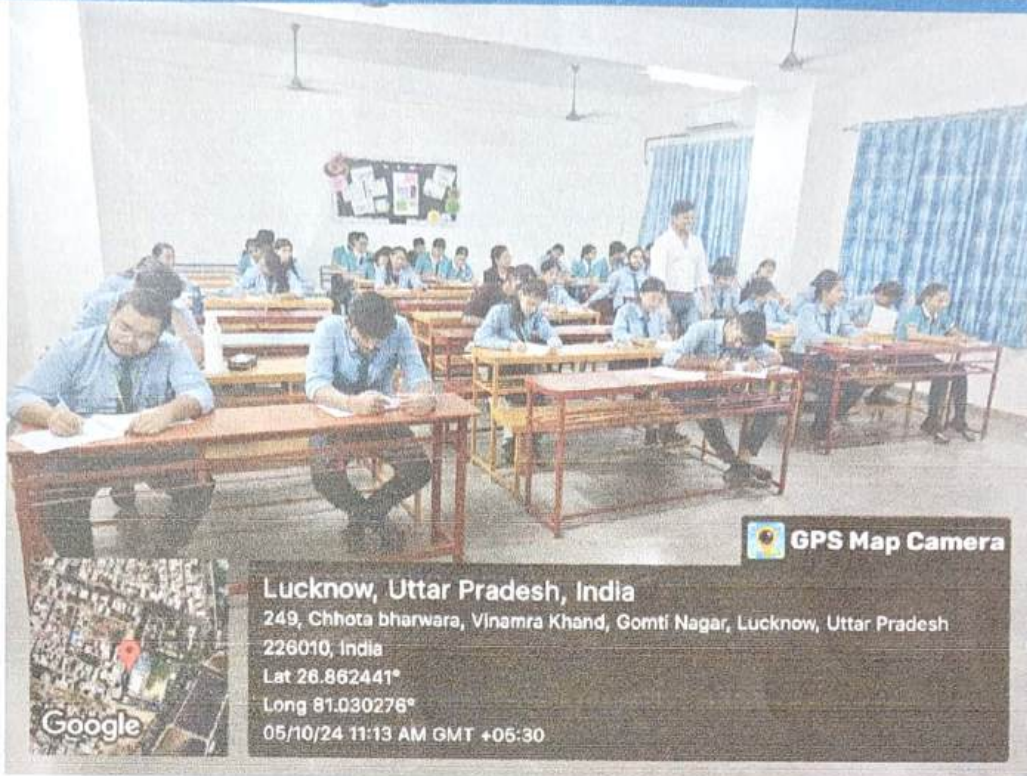 GPS Map Camera
Lucknow, Uttar Pradesh, India
249, Chhota bharwara, Vinamra Khand, Gomti Nagar, Lucknow, Uttar Pradesh
226010, India
Lat 26.862441°
Long 81.030276°
05/10/24 11:13 AM GMT +05:30
Google